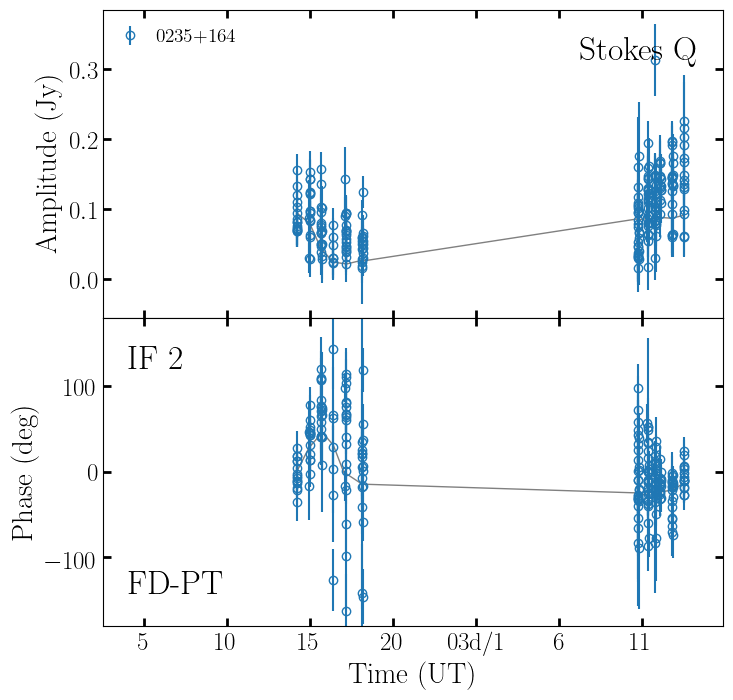 0235+164
Stokes Q
Amplitude (Jy)
0.3
0.2
0.1
0.0
IF 2
Phase (deg)
100
0
−100
FD-PT
5 10 15 20 03d/1 6 11
Time (UT)